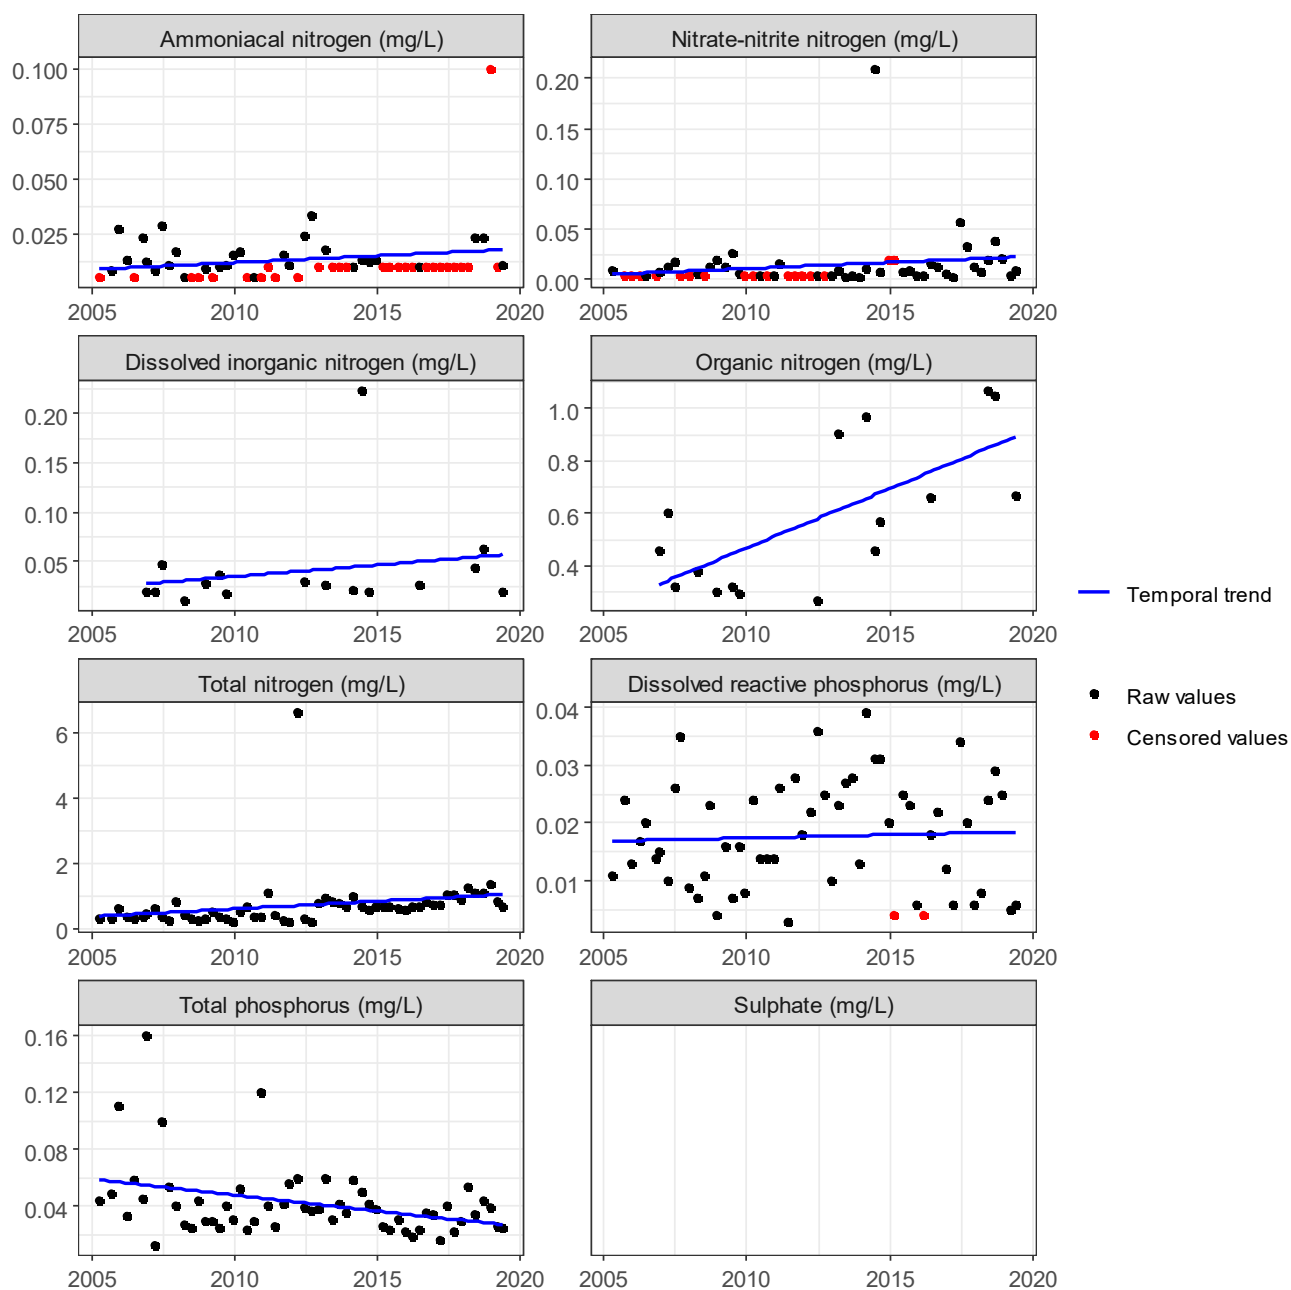 Ammoniacal nitrogen (mg/L)
0.100
0.075
0.050
0.025
2005 2010 2015 2020
Nitrate-nitrite nitrogen (mg/L)
0.20
0.15
0.10
0.05
0.00
2005 2010 2015 2020
Dissolved inorganic nitrogen (mg/L)
0.20
0.15
0.10
0.05
2005 2010 2015 2020
Organic nitrogen (mg/L)
1.0
0.8
0.6
0.4
2005 2010 2015 2020
Total nitrogen (mg/L)
6
4
2
0
2005 2010 2015 2020
Dissolved reactive phosphorus (mg/L)
0.04
0.03
0.02
0.01
2005 2010 2015 2020
Total phosphorus (mg/L)
0.16
0.12
0.08
0.04
2005 2010 2015 2020
Sulphate (mg/L)
2005 2010 2015 2020
Temporal trend
Raw values
Censored values